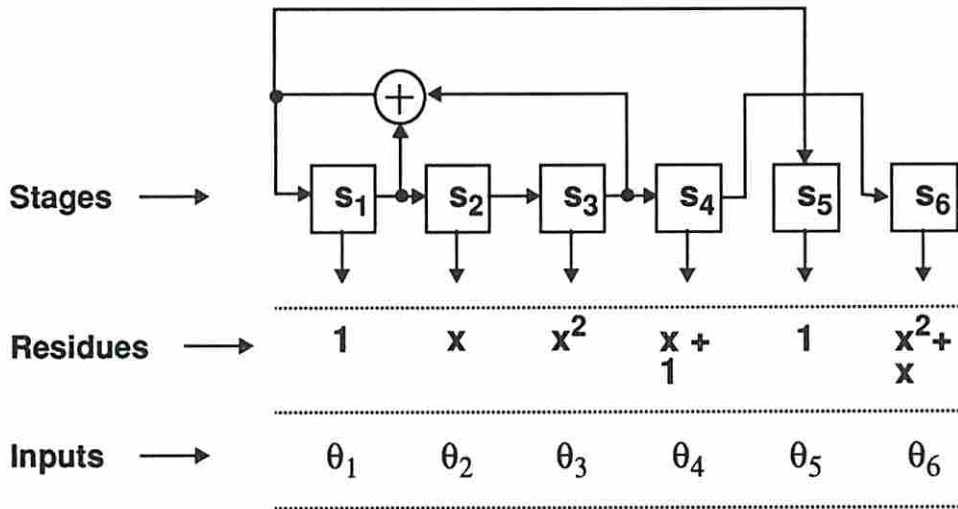 +
Stages s₁ s₂ s₃ s₄ s₅ s₆
Residues 1 x x² x + 1 x² +
1 x
Inputs θ₁ θ₂ θ₃ θ₄ θ₅ θ₆